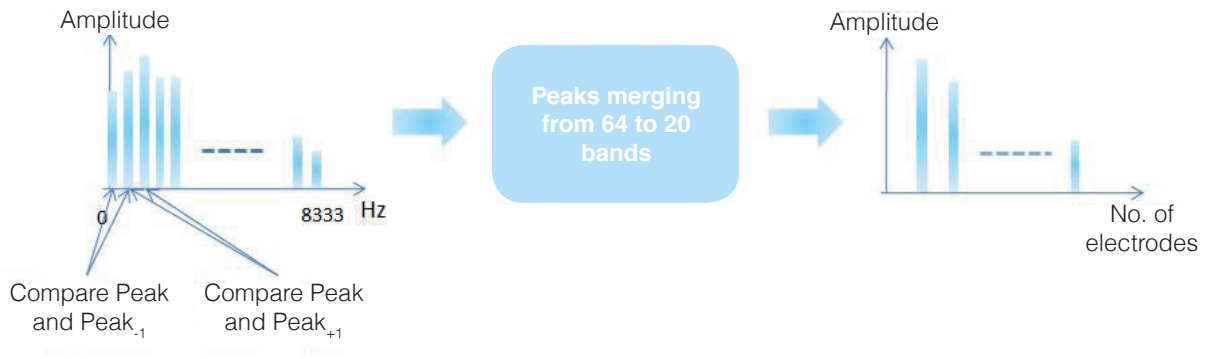 Amplitude
0
8333 Hz
Compare Peak
and Peak₋₁
Compare Peak
and Peak₊₁
Peaks merging
from 64 to 20
bands
Amplitude
No. of
electrodes